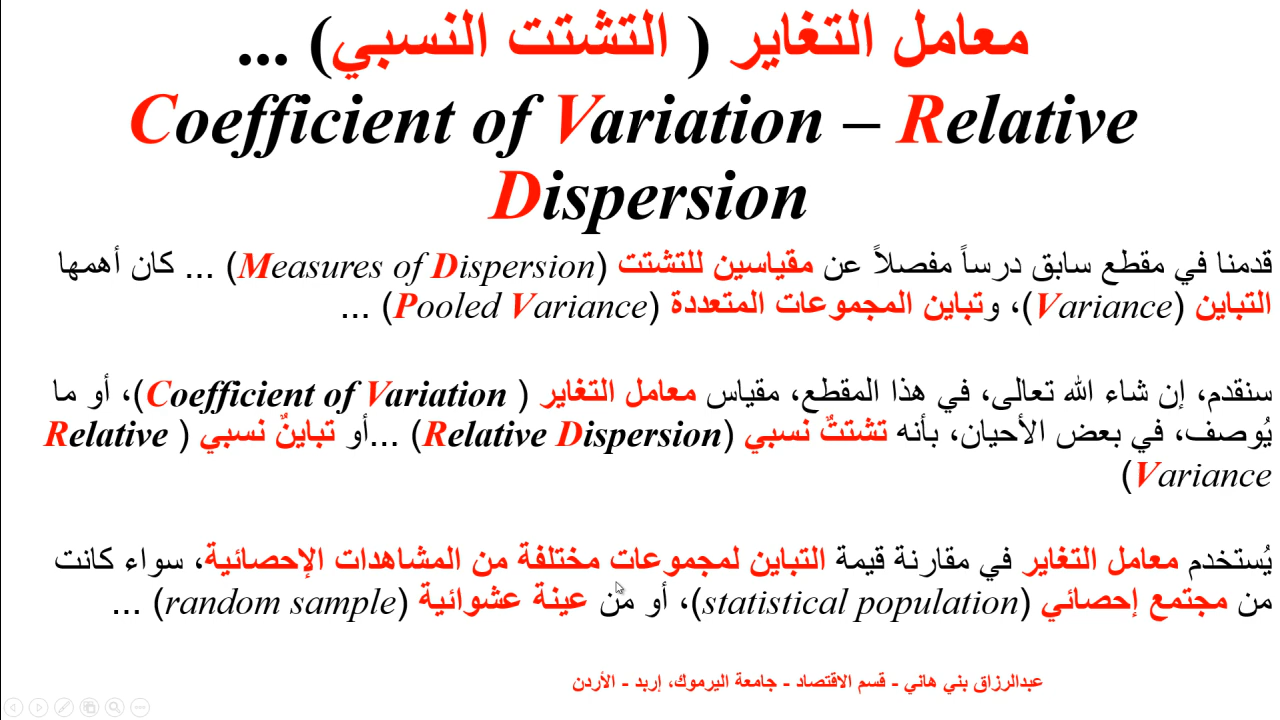 معامل التغاير ( التشتت النسبي) ...
Coefficient of Variation – Relative
Dispersion
قدمنا في مقطع سابق درساً مفصلاً عن مقياسين للتشتت (Measures of Dispersion) ... كان أهمها
التباين (Variance)، وتباين المجموعات المتعددة (Pooled Variance) ...
سنقدم، إن شاء الله تعالى، في هذا المقطع، مقياس معامل التغاير ( Coefficient of Variation)، أو ما
يُوصف، في بعض الأحيان، بأنه تشتتٌ نسبي (Relative Dispersion) ...أو تباينٌ نسبي ( Relative
Variance)
يُستخدم معامل التغاير في مقارنة قيمة التباين لمجموعات مختلفة من المشاهدات الإحصائية، سواء كانت
من مجتمع إحصائي (statistical population)، أو من عينة عشوائية (random sample) ...
عبدالرزاق بني هاني - قسم الاقتصاد - جامعة اليرموك، إربد - الأردن